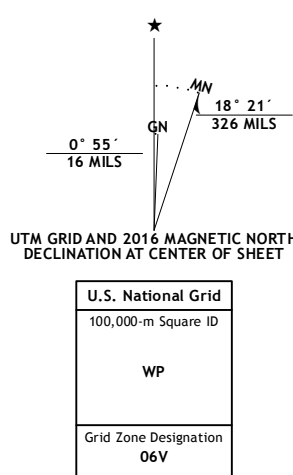 ★
MN
GN
18° 21´
326 MILS
0° 55´
16 MILS
UTM GRID AND 2016 MAGNETIC NORTH
DECLINATION AT CENTER OF SHEET
U.S. National Grid
100,000-m Square ID
WP
Grid Zone Designation
06V